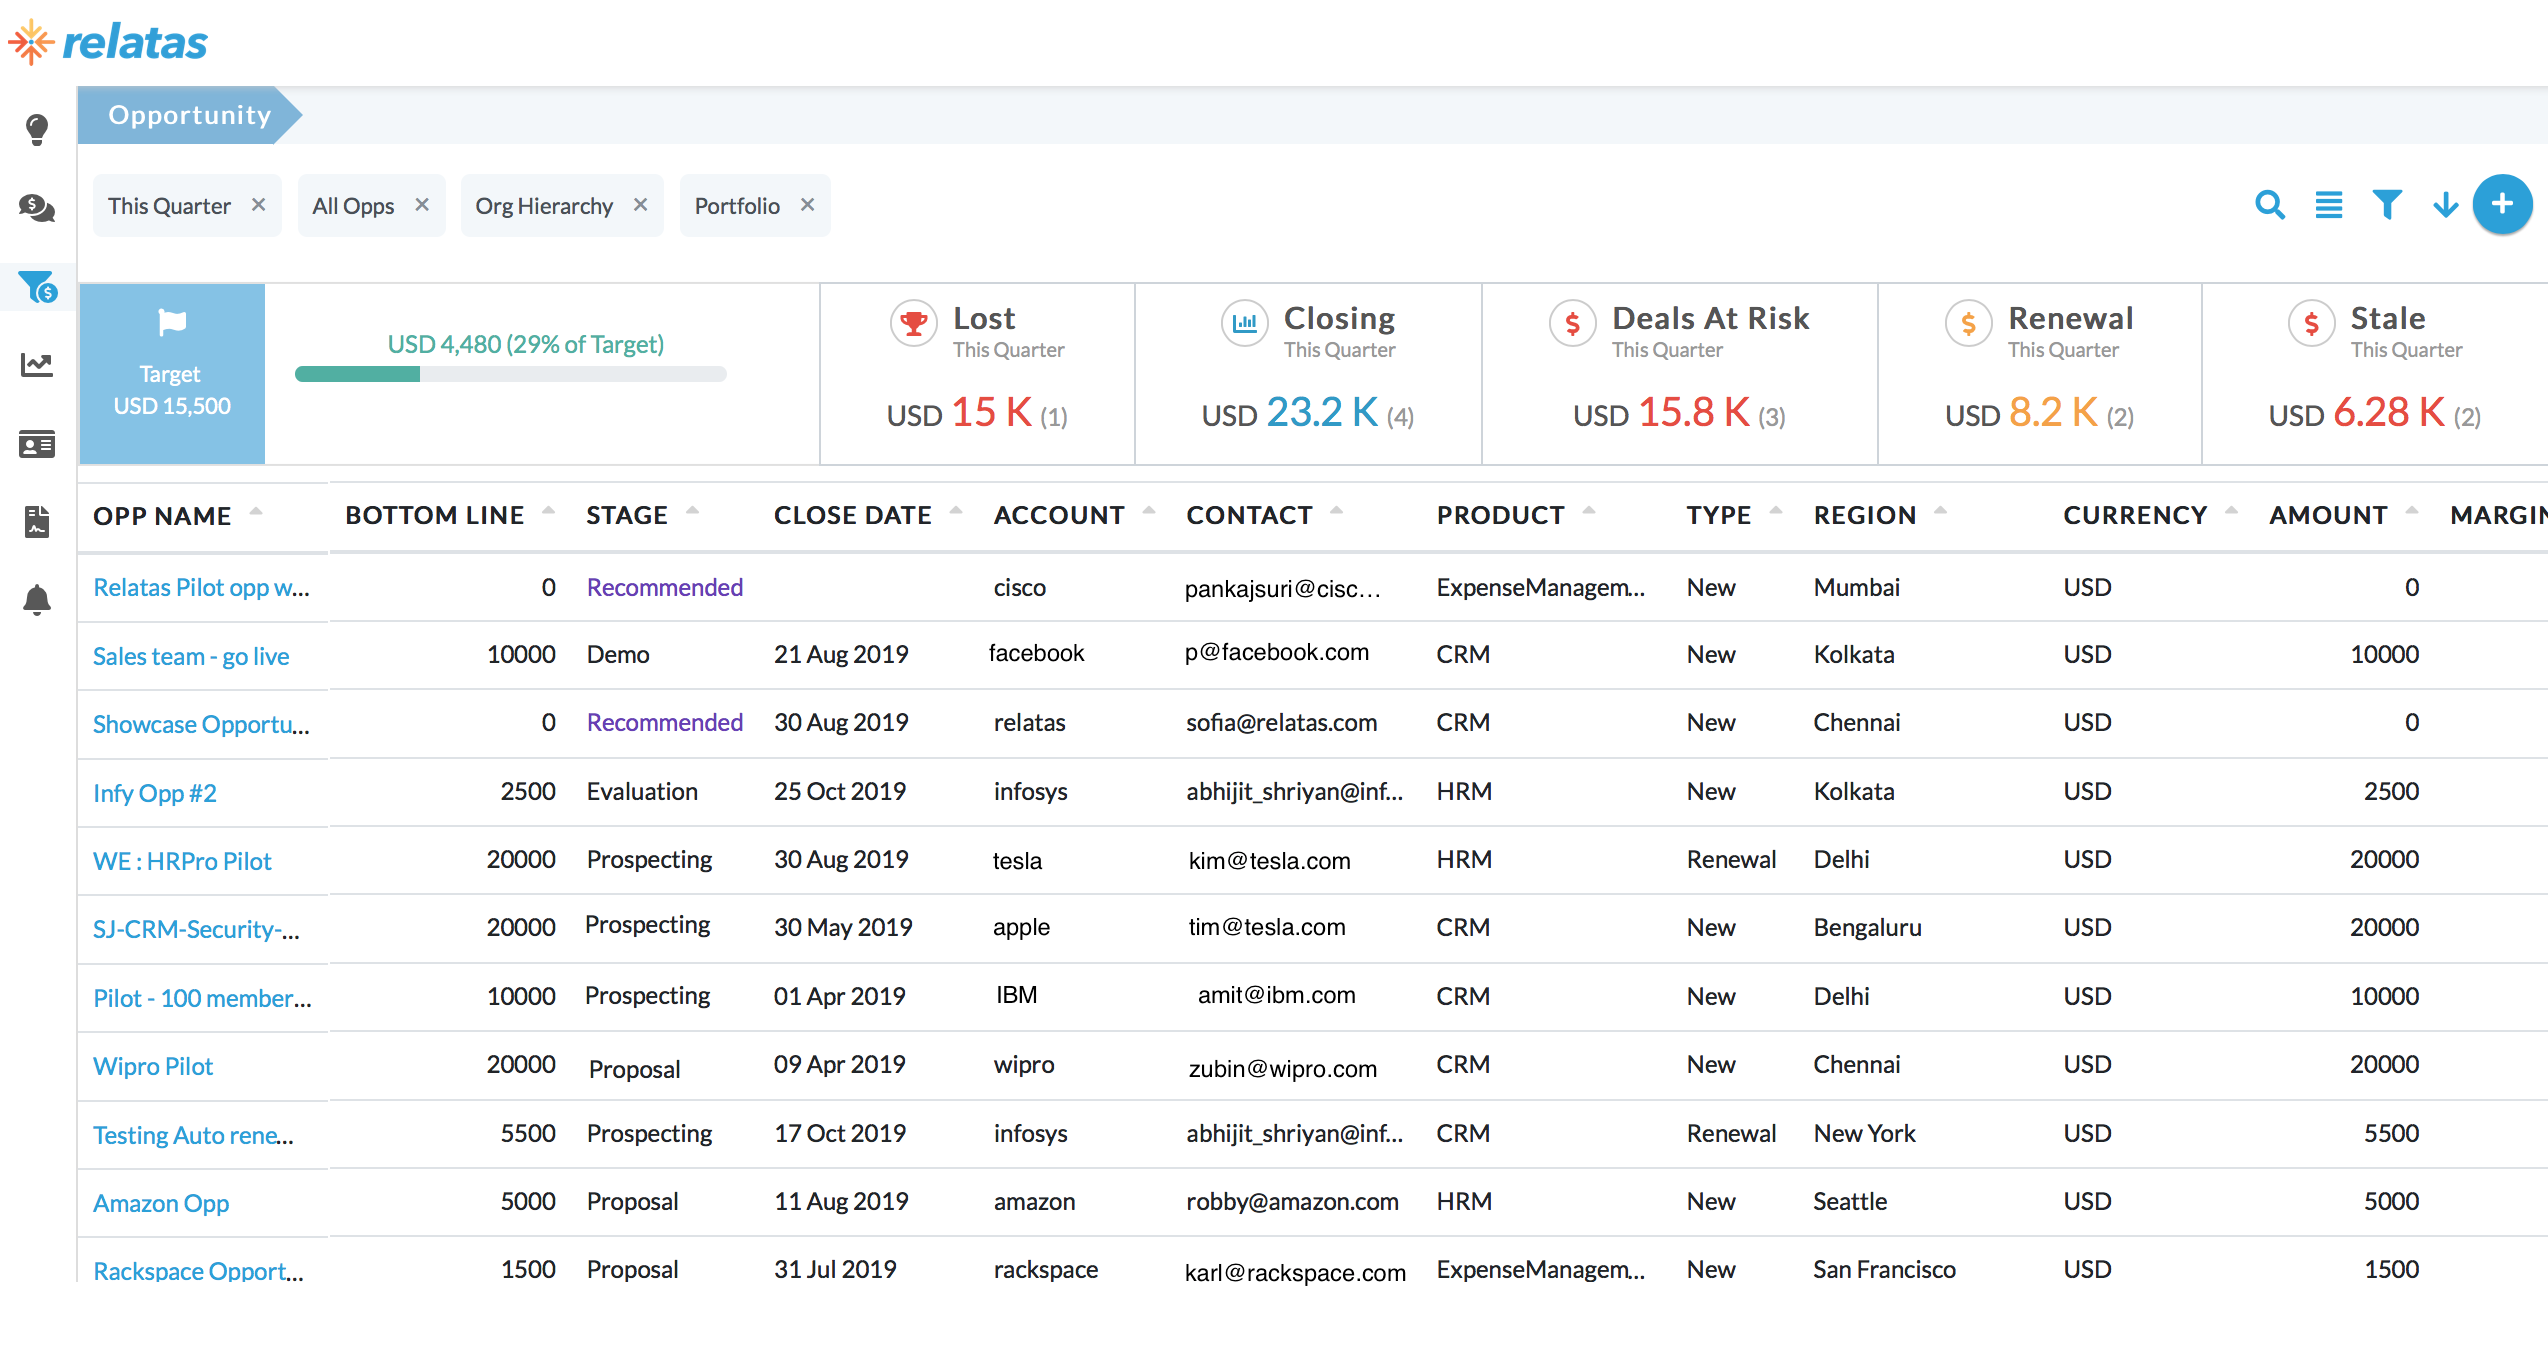 relatas
Opportunity
This Quarter × All Opps × Org Hierarchy × Portfolio ×
Target
USD 15,500
USD 4,480 (29% of Target)
Lost
This Quarter
USD 15 K (1)
Closing
This Quarter
USD 23.2 K (4)
Deals At Risk
This Quarter
USD 15.8 K (3)
Renewal
This Quarter
USD 8.2 K (2)
Stale
This Quarter
USD 6.28 K (2)
OPP NAME BOTTOM LINE STAGE CLOSE DATE ACCOUNT CONTACT PRODUCT TYPE REGION CURRENCY AMOUNT MARGIN
Relatas Pilot opp w... 0 Recommended cisco pankajsuri@cisc... ExpenseManagem... New Mumbai USD 0
Sales team - go live 10000 Demo 21 Aug 2019 facebook p@facebook.com CRM New Kolkata USD 10000
Showcase Opportu... 0 Recommended 30 Aug 2019 relatas sofia@relatas.com CRM New Chennai USD 0
Infy Opp #2 2500 Evaluation 25 Oct 2019 infosys abhijit_shriyan@inf... HRM New Kolkata USD 2500
WE : HRPro Pilot 20000 Prospecting 30 Aug 2019 tesla kim@tesla.com HRM Renewal Delhi USD 20000
SJ-CRM-Security-... 20000 Prospecting 30 May 2019 apple tim@tesla.com CRM New Bengaluru USD 20000
Pilot - 100 member... 10000 Prospecting 01 Apr 2019 IBM amit@ibm.com CRM New Delhi USD 10000
Wipro Pilot 20000 Proposal 09 Apr 2019 wipro zubin@wipro.com CRM New Chennai USD 20000
Testing Auto rene... 5500 Prospecting 17 Oct 2019 infosys abhijit_shriyan@inf... CRM Renewal New York USD 5500
Amazon Opp 5000 Proposal 11 Aug 2019 amazon robby@amazon.com HRM New Seattle USD 5000
Rackspace Opport... 1500 Proposal 31 Jul 2019 rackspace karl@rackspace.com ExpenseManagem... New San Francisco USD 1500